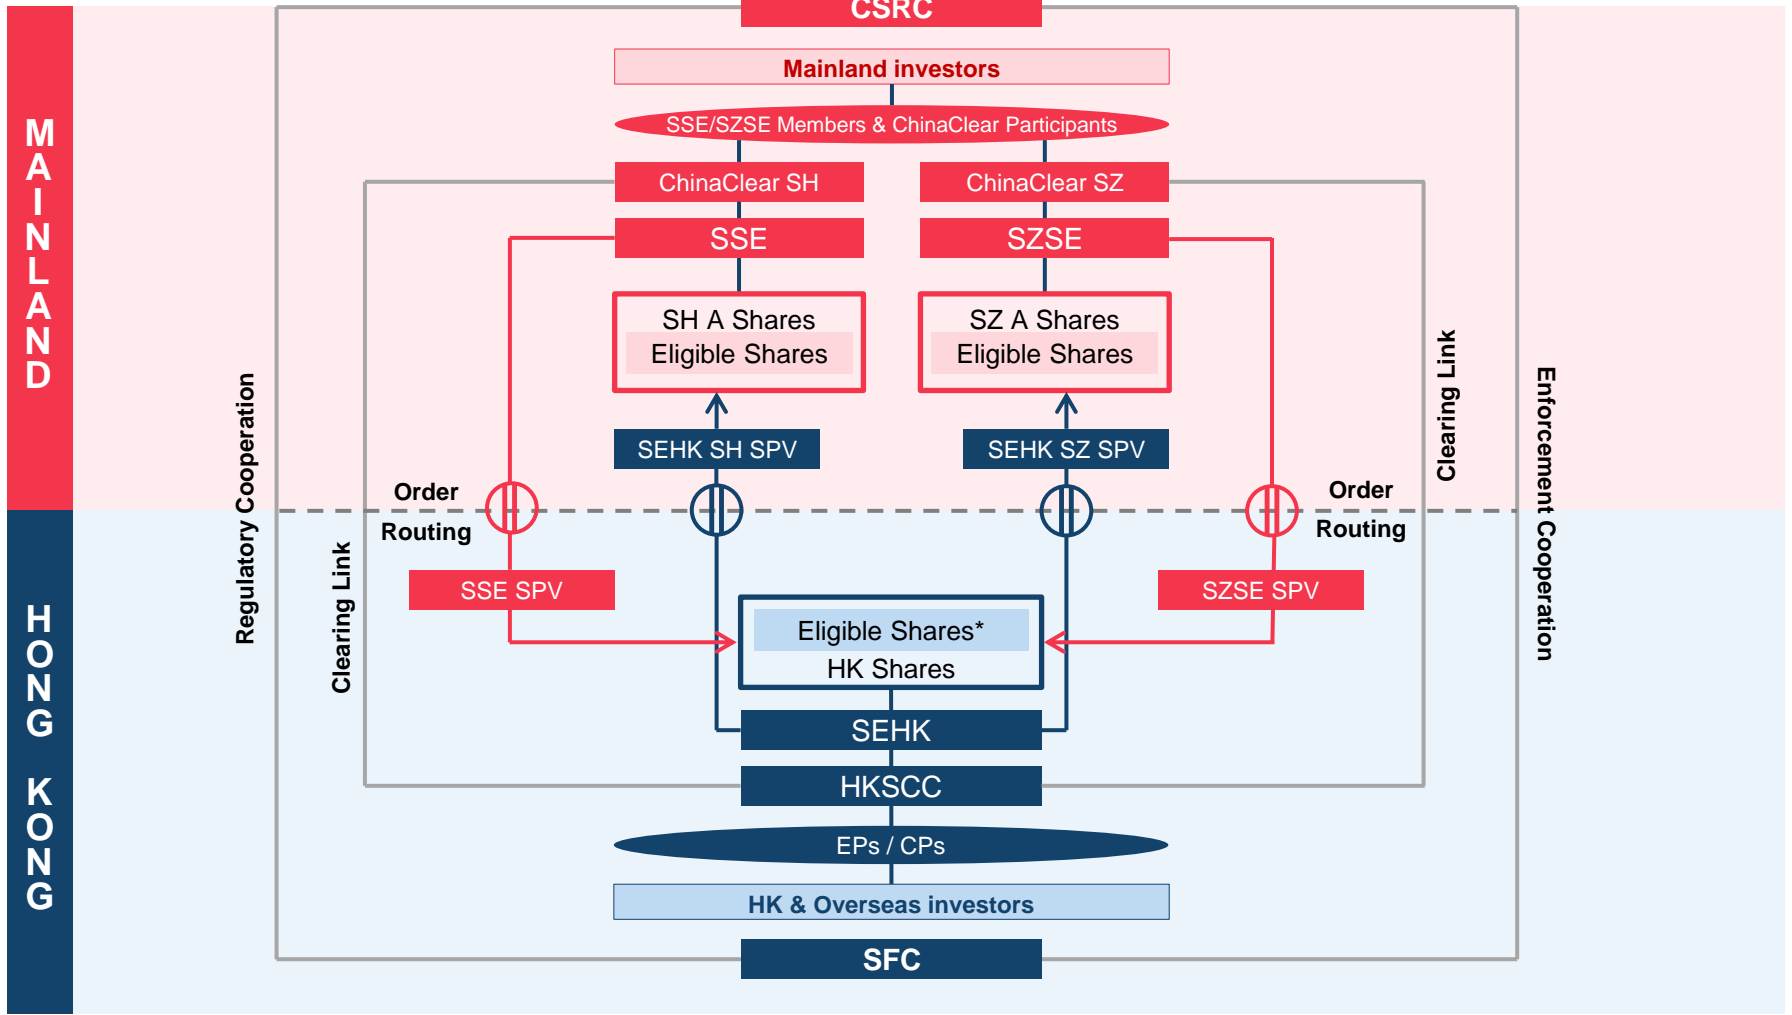 CSRC
Mainland investors
SSE/SZSE Members & ChinaClear Participants
ChinaClear SH
ChinaClear SZ
SSE
SZSE
SH A Shares
Eligible Shares
SZ A Shares
Eligible Shares
SEHK SH SPV
SEHK SZ SPV
MAINLAND
Regulatory Cooperation
Clearing Link
Order
Routing
Order
Routing
Clearing Link
Enforcement Cooperation
SSE SPV
SZSE SPV
Eligible Shares*
HK Shares
SEHK
HKSCC
EPs / CPs
HK & Overseas investors
SFC
HONG KONG